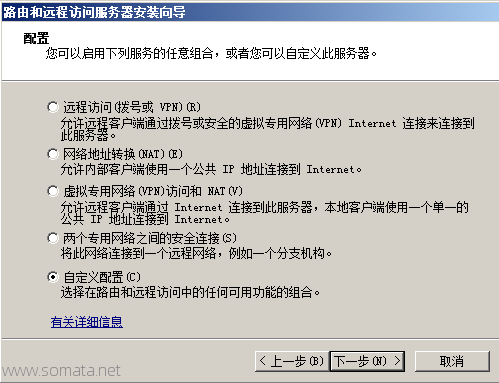 路由和远程访问服务器安装向导
配置
您可以启用下列服务的任意组合，或者您可以自定义此服务器。
远程访问(拨号或 VPN)(R)
允许远程客户端通过拨号或安全的虚拟专用网络(VPN) Internet 连接来连接到
此服务器。
网络地址转换(NAT)(E)
允许内部客户端使用一个公共 IP 地址连接到 Internet。
虚拟专用网络(VPN)访问和 NAT(V)
允许远程客户端通过 Internet 连接到此服务器，本地客户端使用一个单一的
公共 IP 地址连接到 Internet。
两个专用网络之间的安全连接(S)
将此网络连接到一个远程网络，例如一个分支机构。
自定义配置(C)
选择在路由和远程访问中的任何可用功能的组合。
有关详细信息
< 上一步(B) 下一步(N) > 取消
www.somata.net